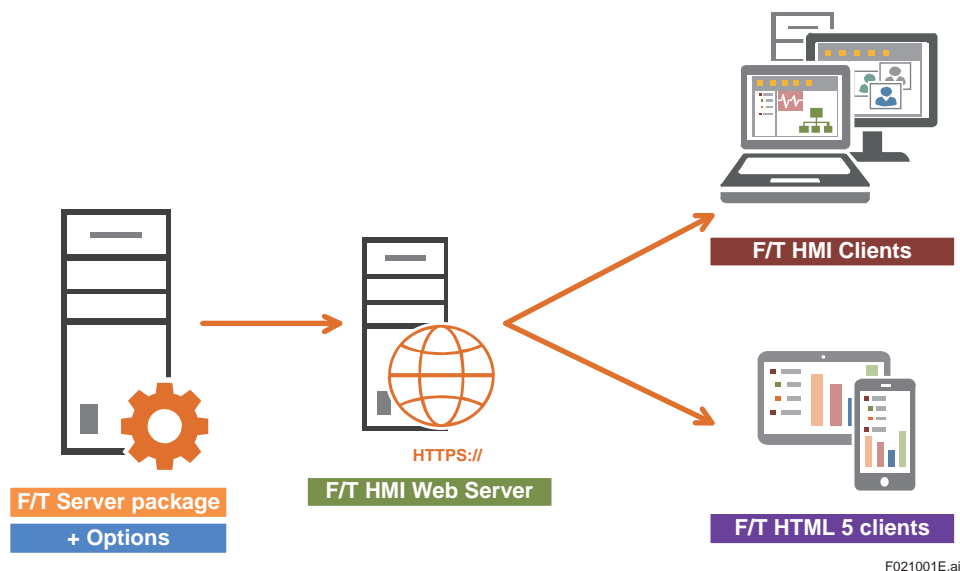 F/T HMI Clients
HTTPS://
F/T Server package
+ Options
F/T HMI Web Server
F/T HTML 5 clients
F021001E.ai